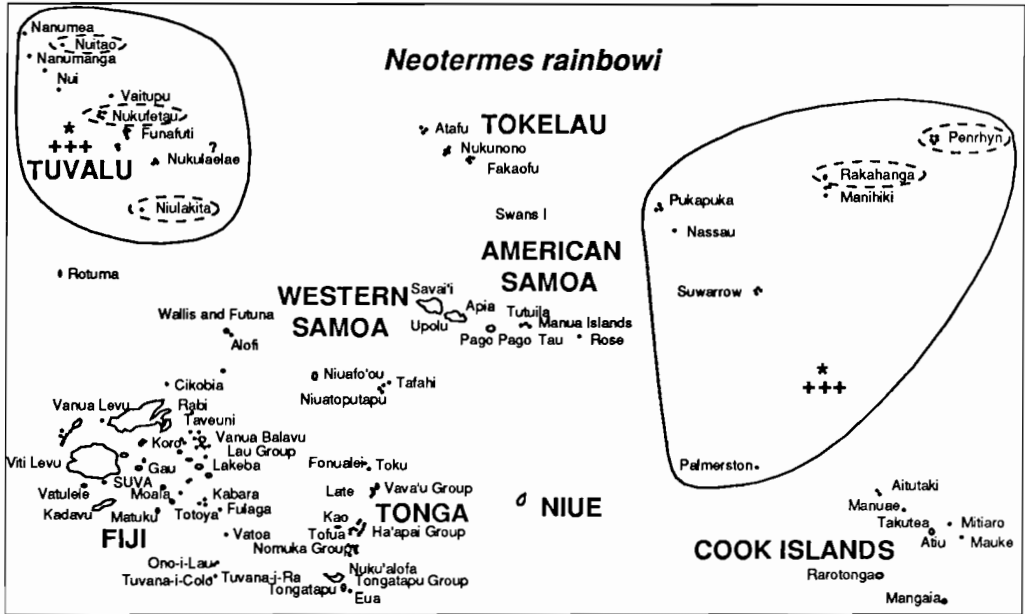 Neotermes rainbowi
Nanumea
Nuitao
Nanumanga
Nui
Vaitupu
Nukufetau
*
Funafuti
+++
?
Nukulaelae
TUVALU
Niulakita
Rotuma
Atafu
TOKELAU
Nukunono
Fakaofu
Swans I
AMERICAN
SAMOA
WESTERN
SAMOA
Savai'i
Apia
Upolu
Tutuila
Manua Islands
Pago Pago
Tau
Rose
Penrhyn
Rakahanga
Manihiki
Pukapuka
Nassau
Suwarrow
*
+++
Palmerston
Wallis and Futuna
Alofi
Niuafo'ou
Tafahi
Niuatoputapu
Cikobia
Vanua Levu
Rabi
Taveuni
Koro
Vanua Balavu
Lau Group
Viti Levu
Gau
Lakeba
SUVA
Vatulele
Moala
Kabara
Kadavu
Matuku
Totoya
Fulaga
FIJI
Vatoa
Ono-i-Lau
Tuvana-i-Colo
Tuvana-i-Ra
Fonualei
Toku
Late
Vava'u Group
Kao
TONGA
Tofua
Ha'apai Group
Nomuka Group
Nuku'alofa
Tongatapu
Tongatapu Group
Eua
NIUE
COOK ISLANDS
Aitutaki
Manuae
Takutea
Mitiaro
Atiu
Mauke
Rarotonga
Mangaia